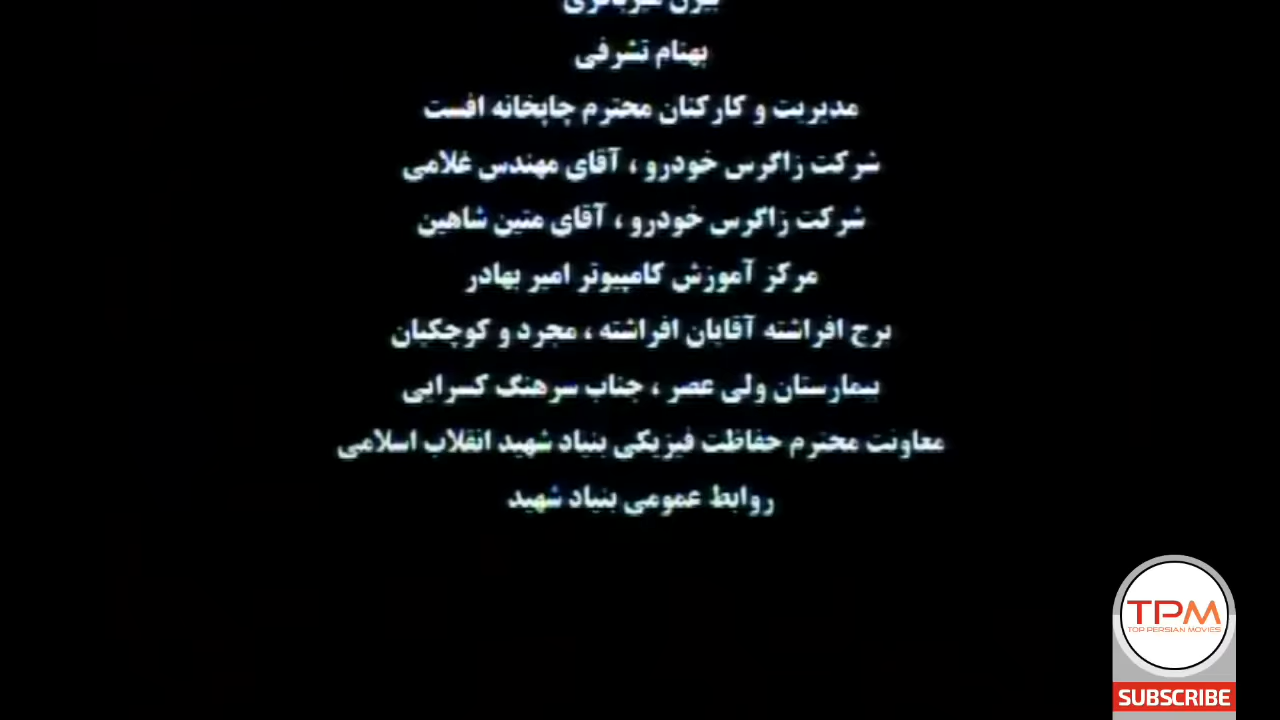 بهنام تشرفی
مدیریت و کارکنان محترم چاپخانه افست
شرکت زاگرس خودرو ، آقای مهندس غلامی
شرکت زاگرس خودرو ، آقای متین شاهین
مرکز آموزش کامپیوتر امیر بهادر
برج افراشته آقایان افراشته ، مجرد و کوچکیان
بیمارستان ولی عصر ، جناب سرهنگ کسرایی
معاونت محترم حفاظت فیزیکی بنیاد شهید انقلاب اسلامی
روابط عمومی بنیاد شهید
TPM
TOP PERSIAN MOVIES
SUBSCRIBE